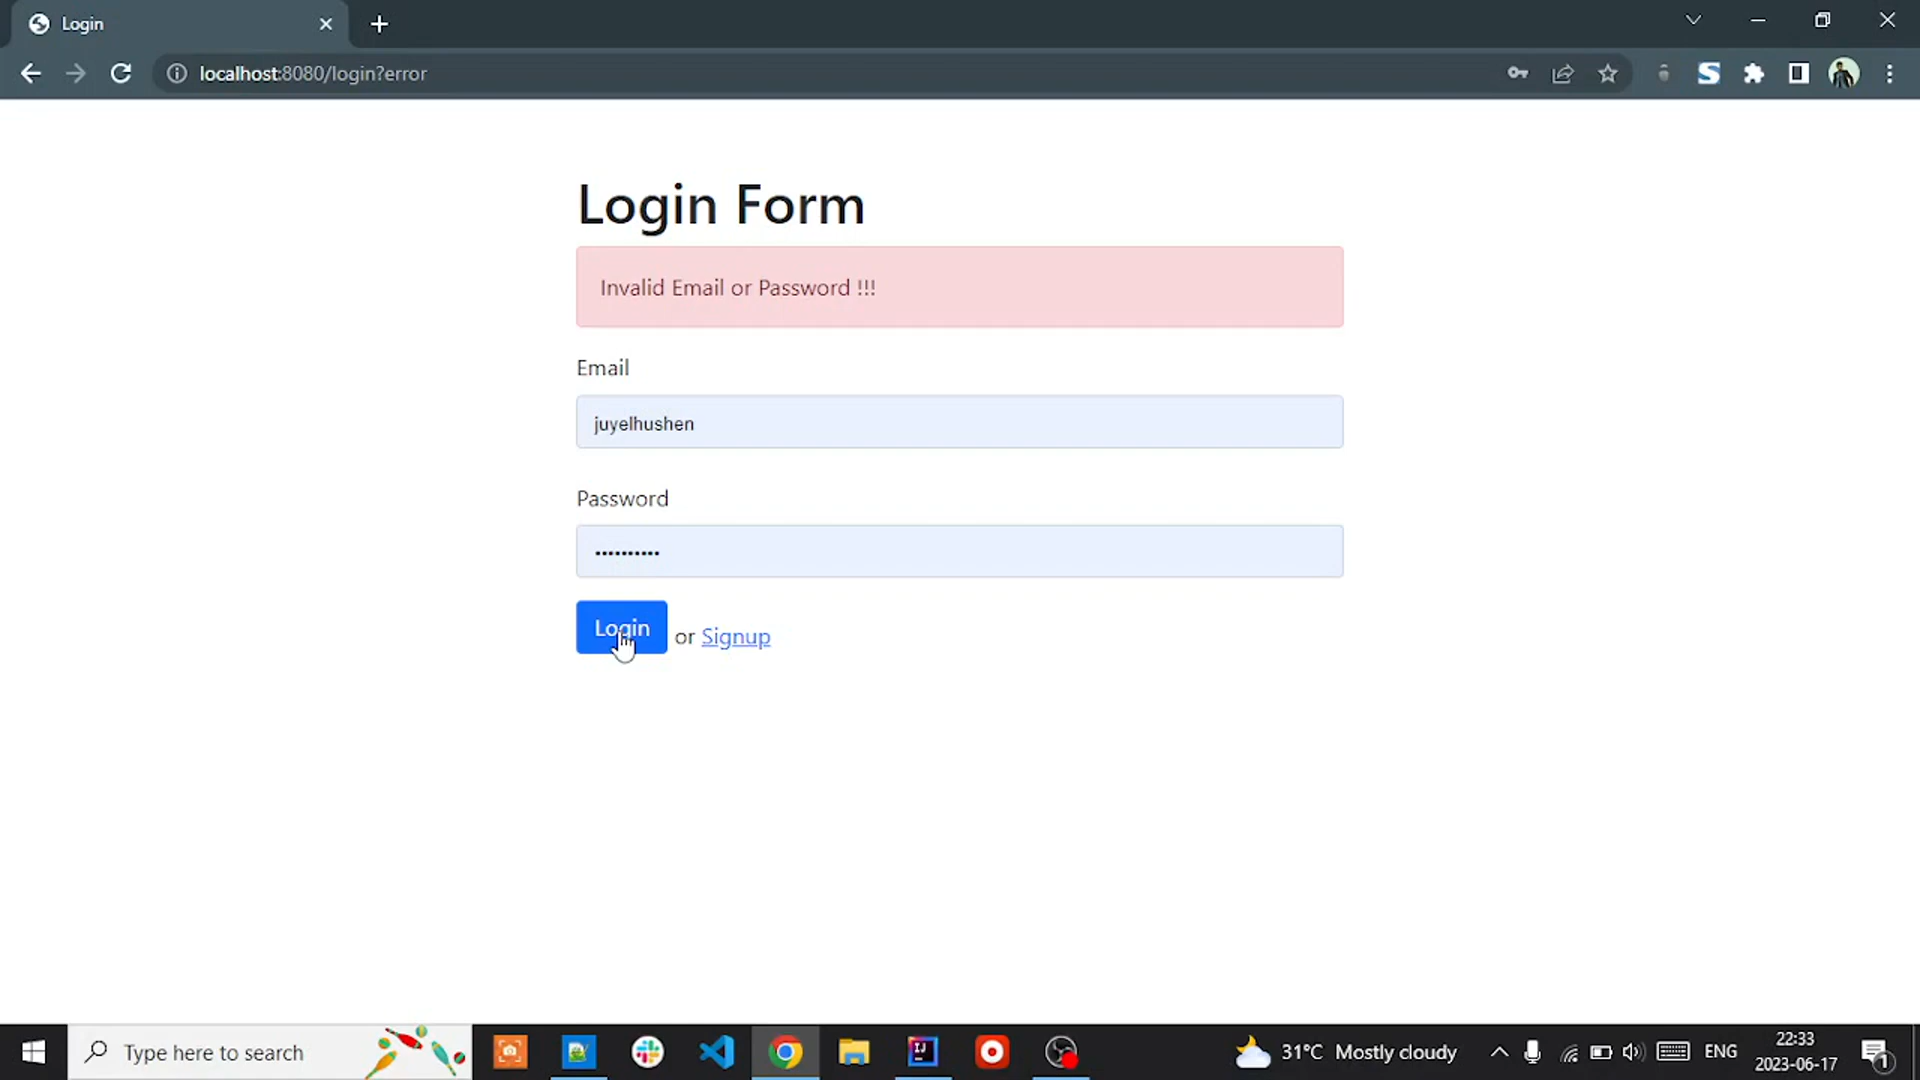 Login
localhost:8080/login?error
Login Form
Invalid Email or Password !!!
Email
juyelhushen
Password
Login or Signup
Type here to search
31°C Mostly cloudy
ENG
22:33
2023-06-17
1